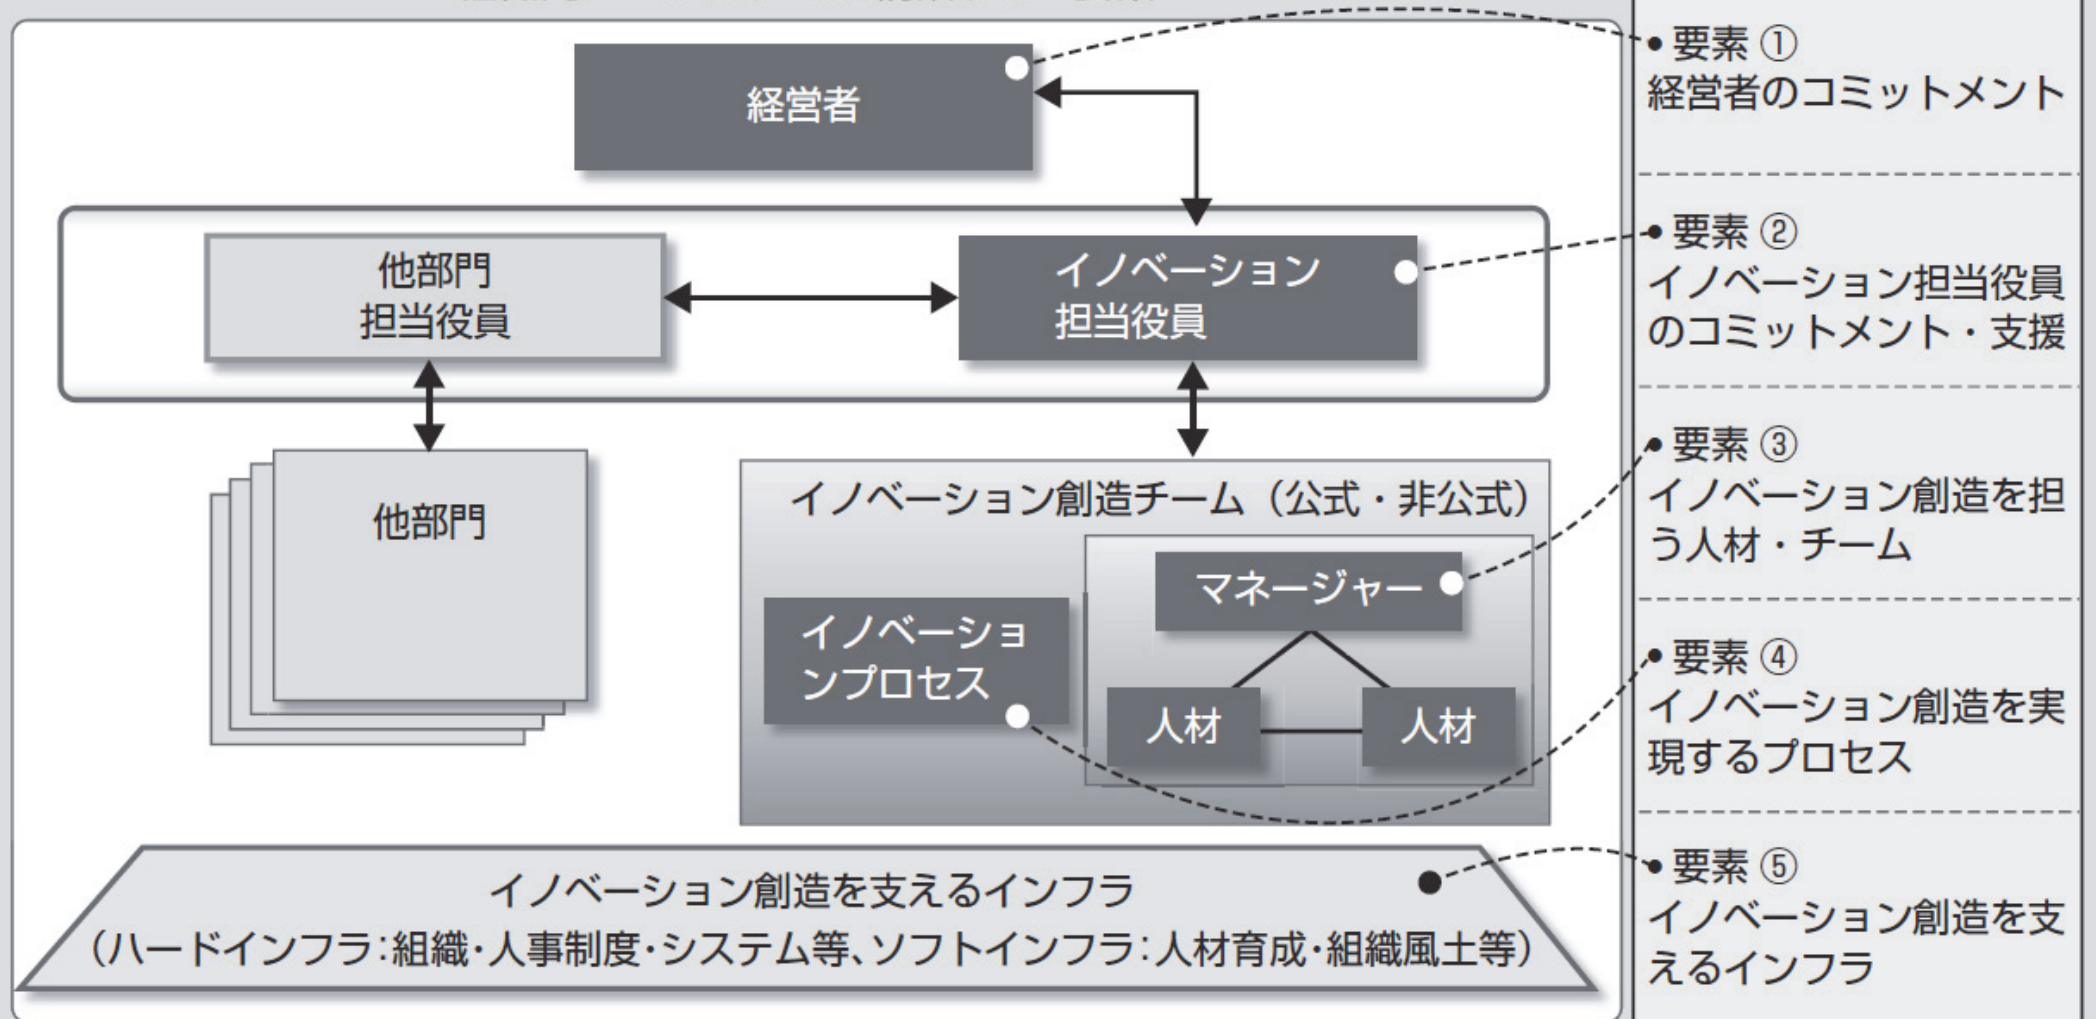 経営者
他部門
担当役員
イノベーション
担当役員
他部門
イノベーション創造チーム（公式・非公式）
マネージャー
イノベーショ
ンプロセス
人材
人材
イノベーション創造を支えるインフラ
（ハードインフラ：組織・人事制度・システム等、ソフトインフラ：人材育成・組織風土等）
• 要素 ①
経営者のコミットメント
• 要素 ②
イノベーション担当役員
のコミットメント・支援
• 要素 ③
イノベーション創造を担
う人材・チーム
• 要素 ④
イノベーション創造を実
現するプロセス
• 要素 ⑤
イノベーション創造を支
えるインフラ